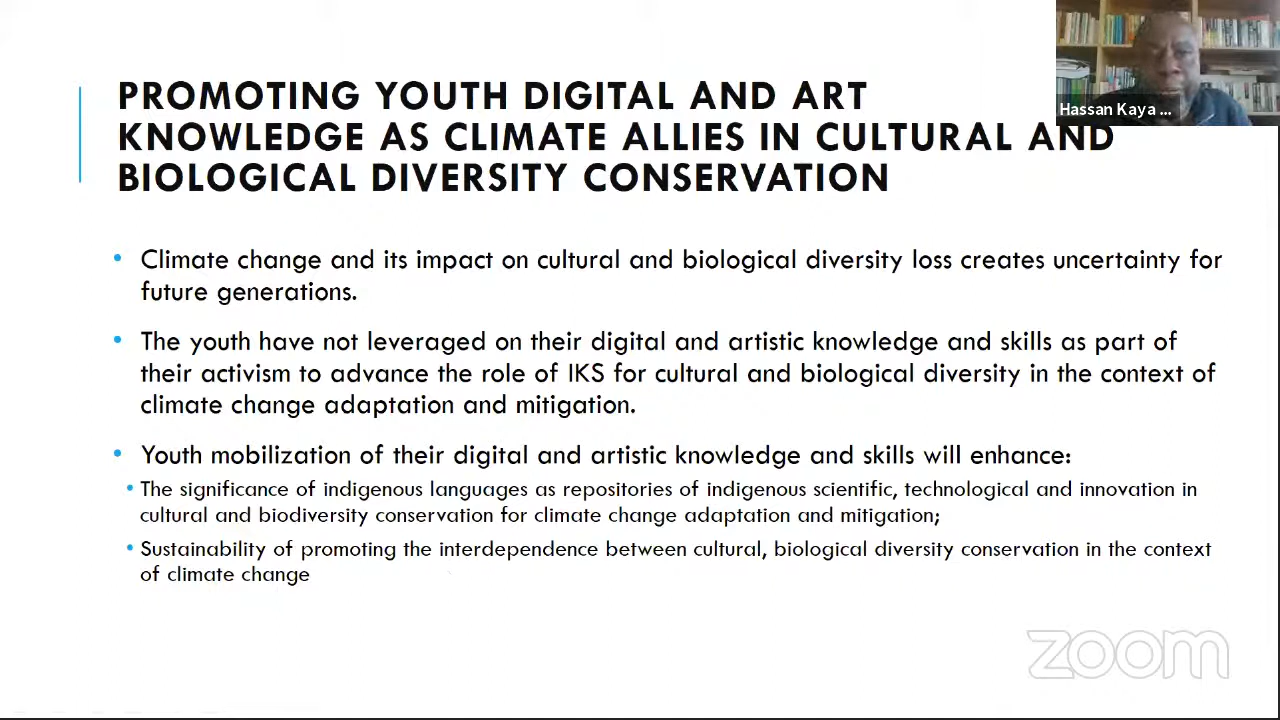 Hassan Kaya ...
PROMOTING YOUTH DIGITAL AND ART
KNOWLEDGE AS CLIMATE ALLIES IN CULTURAL AND
BIOLOGICAL DIVERSITY CONSERVATION
• Climate change and its impact on cultural and biological diversity loss creates uncertainty for
future generations.
• The youth have not leveraged on their digital and artistic knowledge and skills as part of
their activism to advance the role of IKS for cultural and biological diversity in the context of
climate change adaptation and mitigation.
• Youth mobilization of their digital and artistic knowledge and skills will enhance:
• The significance of indigenous languages as repositories of indigenous scientific, technological and innovation in
cultural and biodiversity conservation for climate change adaptation and mitigation;
• Sustainability of promoting the interdependence between cultural, biological diversity conservation in the context
of climate change
zoom